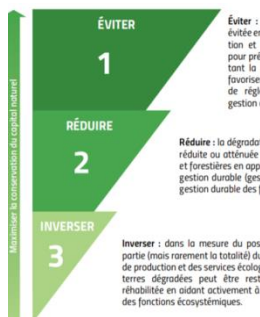 Maximiser la conservation du capital naturel
ÉVITER
1
Éviter :
évitée en
tion et
pour pré
tant la
favorise
de régle
gestion
RÉDUIRE
2
Réduire : la dégradat
réduite ou atténuée
et forestières en app
gestion durable (ges
gestion durable des f
INVERSER
3
Inverser : dans la mesure du pos
partie (mais rarement la totalité) du
de production et des services écolog
terres dégradées peut être rest
réhabilitée en aidant activement à
des fonctions écosystémiques.